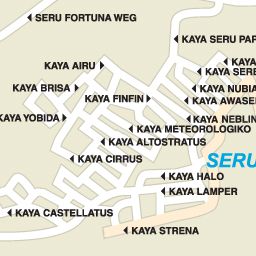 SERU FORTUNA WEG
KAYA SERU PAR
KAYA AIRU
KAYA
KAYA SERE
KAYA BRISA
KAYA NUBIA
KAYA FINFIN
KAYA AWASE
KAYA YOBIDA
KAYA NEBLIN
KAYA METEOROLOGIKO
KAYA ALTOSTRATUS
KAYA CIRRUS
SERU
KAYA HALO
KAYA LAMPER
KAYA CASTELLATUS
KAYA STRENA